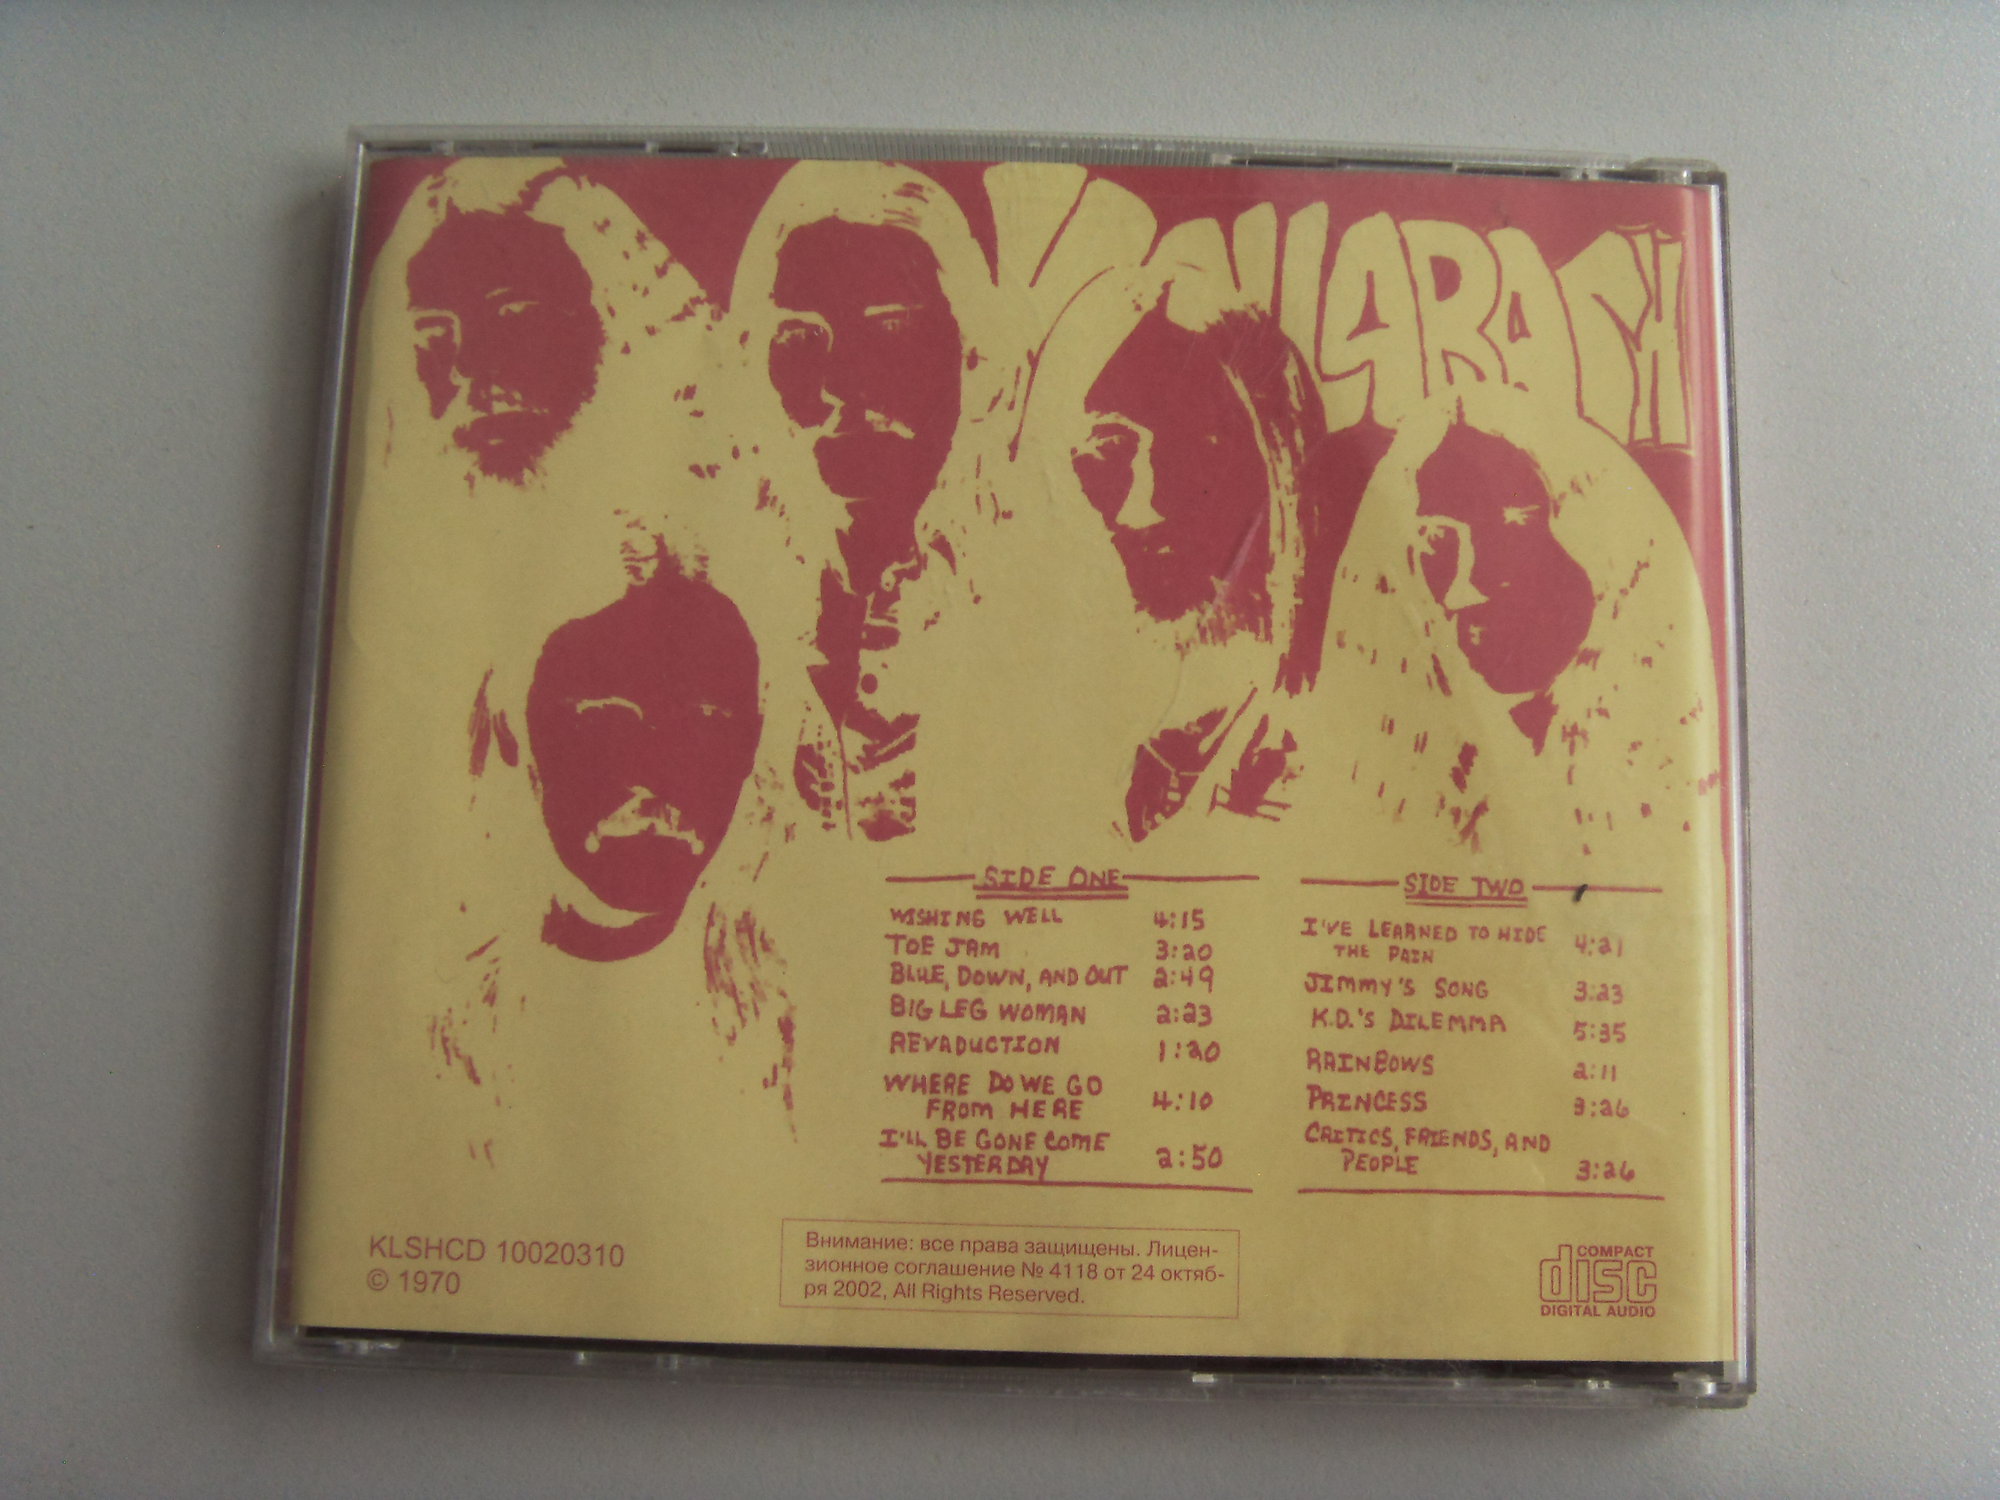 SIDE ONE
WISHING WELL 4:15
TOE JAM 3:20
BLUE, DOWN, AND OUT 2:49
BIG LEG WOMAN 2:23
REVADUCTION 1:20
WHERE DO WE GO
FROM HERE 4:10
I'LL BE GONE COME
YESTERDAY 2:50
SIDE TWO
I'VE LEARNED TO HIDE
THE PAIN 4:21
JIMMY'S SONG 3:23
K.D.'S DILEMMA 5:35
RAINBOWS 2:11
PRINCESS 3:26
CRITICS, FRIENDS, AND
PEOPLE 3:26
KLSHCD 10020310
© 1970
Внимание: все права защищены. Лицен-
зионное соглашение № 4118 от 24 октяб-
ря 2002, All Rights Reserved.
COMPACT
disc
DIGITAL AUDIO